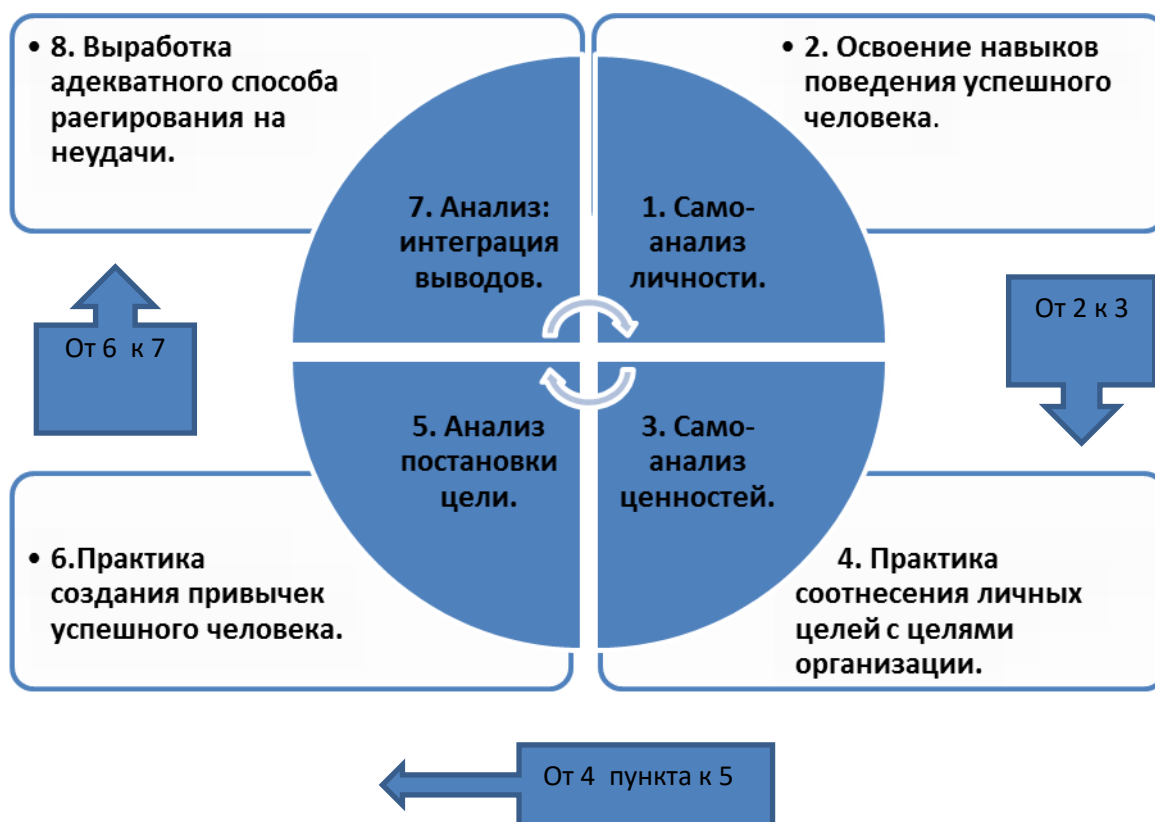 • 8. Выработка
адекватного способа
раегирования на
неудачи.
• 2. Освоение навыков
поведения успешного
человека.
7. Анализ:
интеграция
выводов.
1. Само-
анализ
личности.
От 6 к 7
От 2 к 3
5. Анализ
постановки
цели.
3. Само-
анализ
ценностей.
• 6.Практика
создания привычек
успешного человека.
4. Практика
соотнесения личных
целей с целями
организации.
От 4 пункта к 5